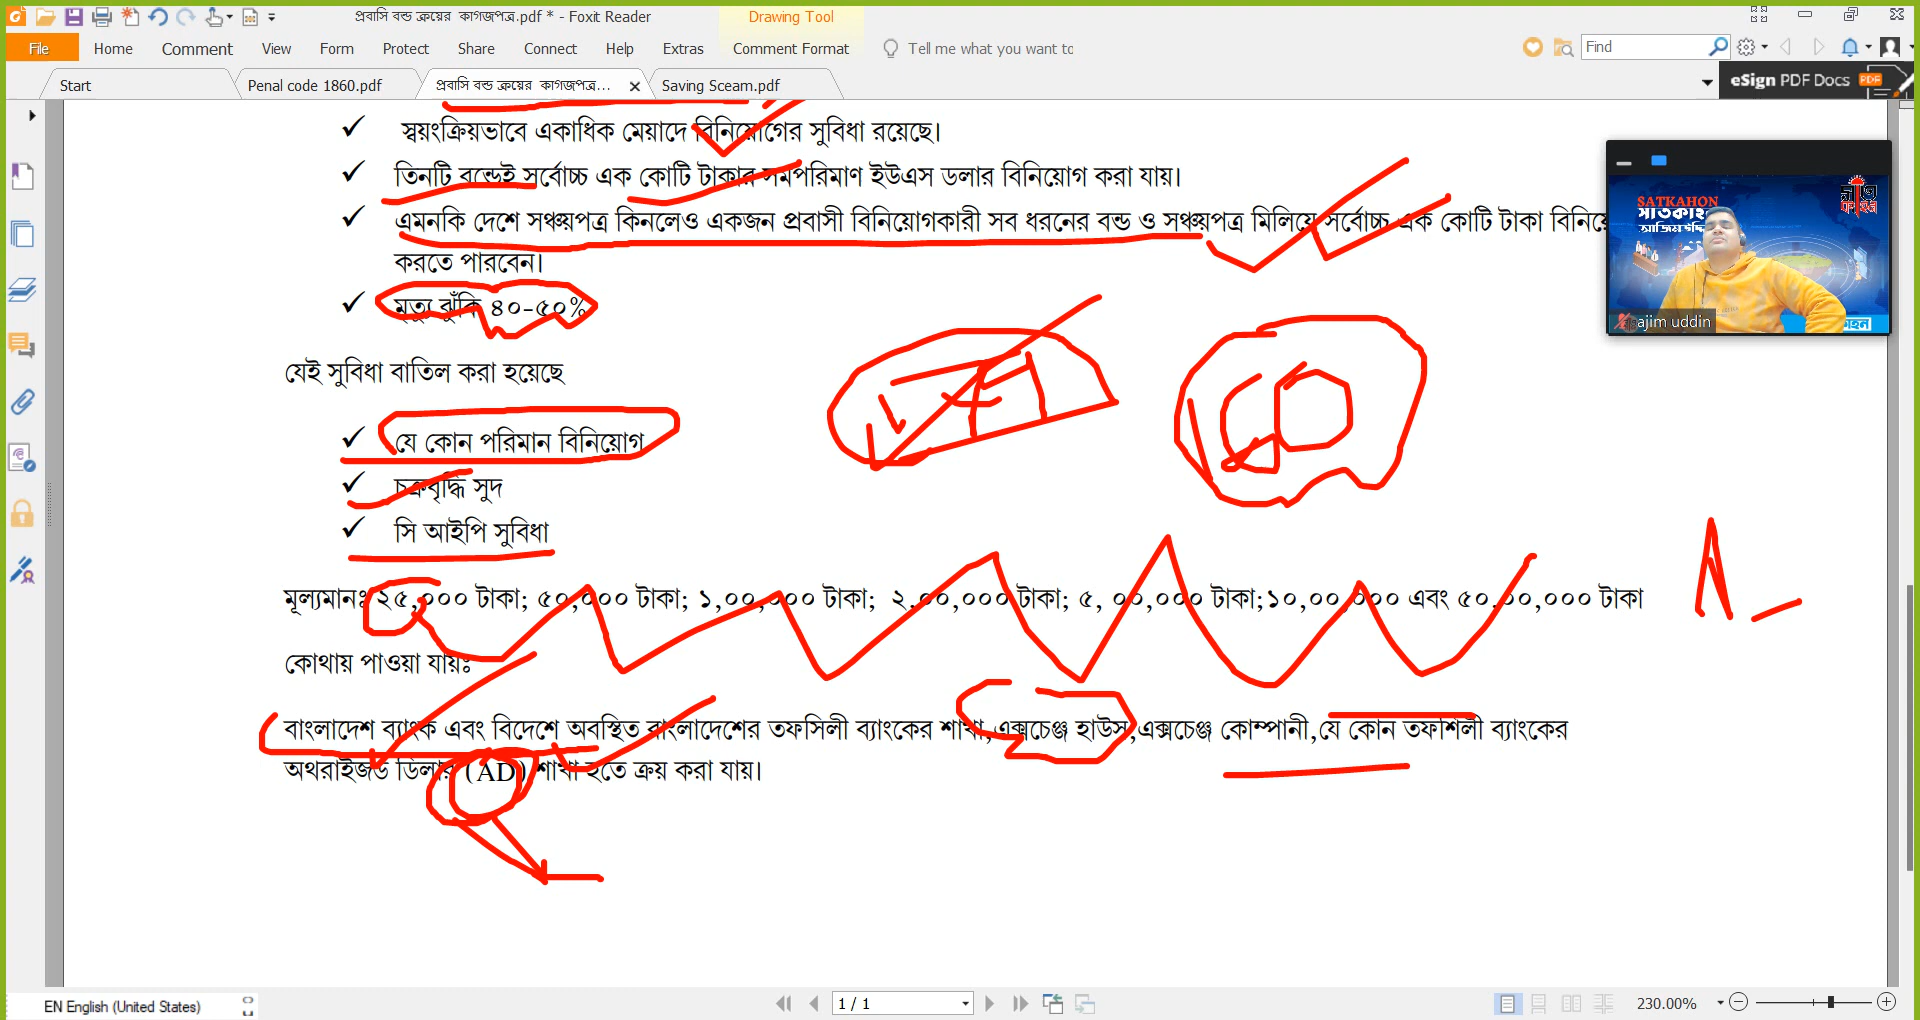 প্রবাসি বন্ড ক্রয়ের কাগজপত্র.pdf * - Foxit Reader
Drawing Tool
File Home Comment View Form Protect Share Connect Help Extras Comment Format Tell me what you want to
Find
Start Penal code 1860.pdf প্রবাসি বন্ড ক্রয়ের কাগজপত্র... Saving Sceam.pdf
eSign PDF Docs
স্বয়ংক্রিয়ভাবে একাধিক মেয়াদে বিনিয়োগের সুবিধা রয়েছে।
তিনটি বন্ডেই সর্বোচ্চ এক কোটি টাকার সমপরিমাণ ইউএস ডলার বিনিয়োগ করা যায়।
এমনকি দেশে সঞ্চয়পত্র কিনলেও একজন প্রবাসী বিনিয়োগকারী সব ধরনের বন্ড ও সঞ্চয়পত্র মিলিয়ে সর্বোচ্চ এক কোটি টাকা
করতে পারবেন।
মৃত্যু ঝুঁকি ৪০-৫০%
যেই সুবিধা বাতিল করা হয়েছে
যে কোন পরিমান বিনিয়োগ
চক্রবৃদ্ধি সুদ
সি আইপি সুবিধা
মূল্যমানঃ ২৫,০০০ টাকা; ৫০,০০০ টাকা; ১,০০,০০০ টাকা; ২,০০,০০০ টাকা; ৫, ০০,০০০ টাকা;১০,০০,০০০ এবং ৫০,০০,০০০ টাকা
কোথায় পাওয়া যায়ঃ
বাংলাদেশ ব্যাংক এবং বিদেশে অবস্থিত বাংলাদেশের তফসিলী ব্যাংকের শাখা,এক্সচেঞ্জ হাউস,এক্সচেঞ্জ কোম্পানী,যে কোন তফশিলী ব্যাংকের
অথরাইজড ডিলার (AD) শাখা হতে ক্রয় করা যায়।
SATKAHON
ajim uddin
EN English (United States)
1 / 1
230.00%